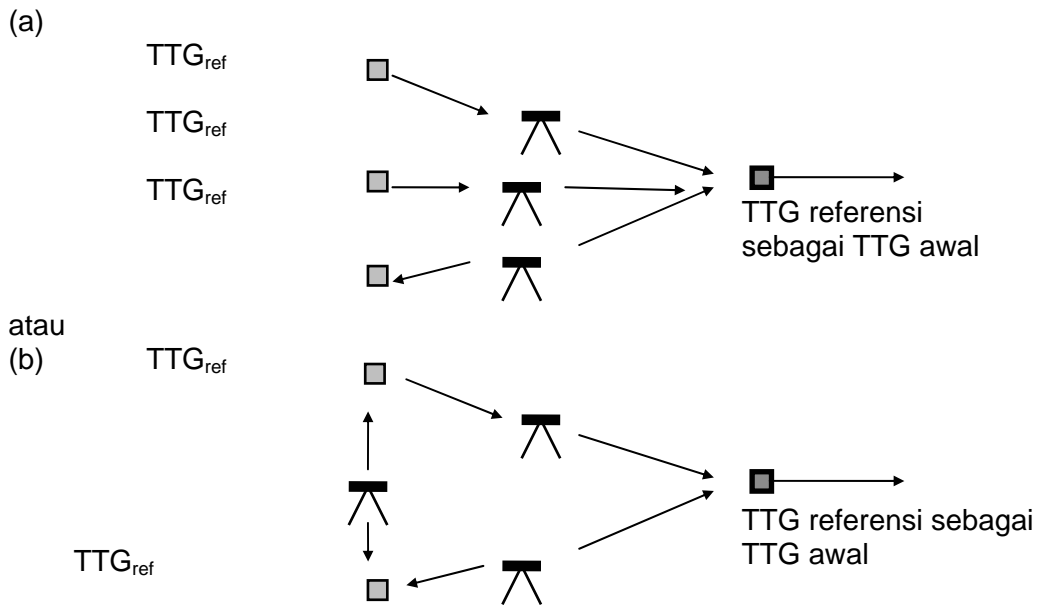 (a)
TTGref
TTGref
TTGref
TTG referensi
sebagai TTG awal
atau
(b)
TTGref
TTG referensi sebagai
TTG awal
TTGref